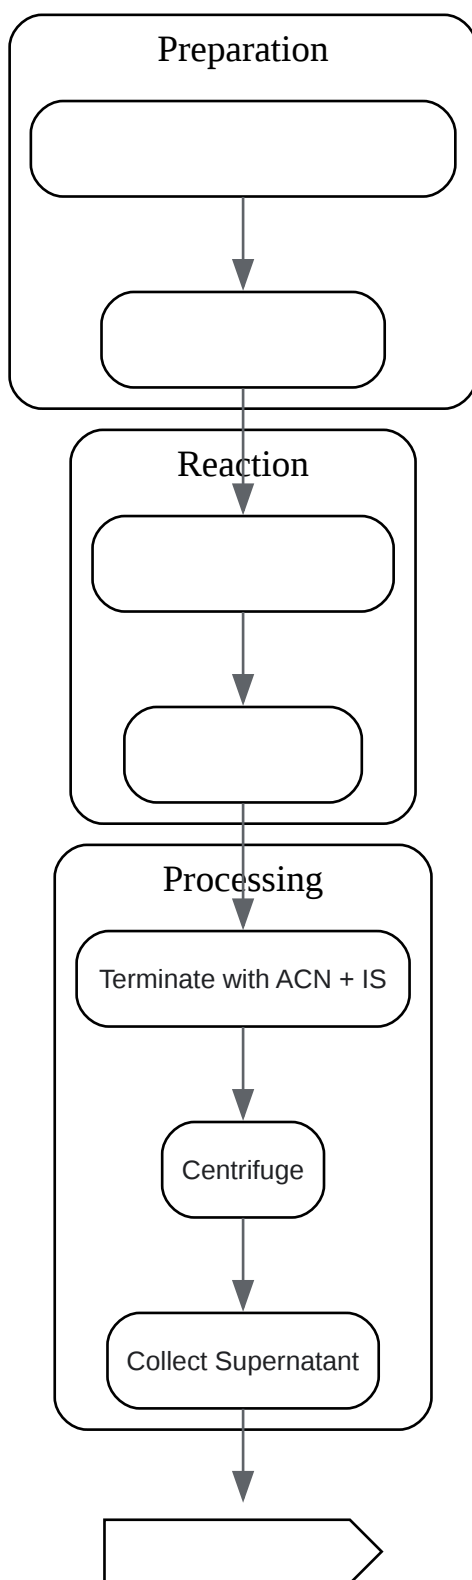 Preparation
Reaction
Processing
Terminate with ACN + IS
Centrifuge
Collect Supernatant